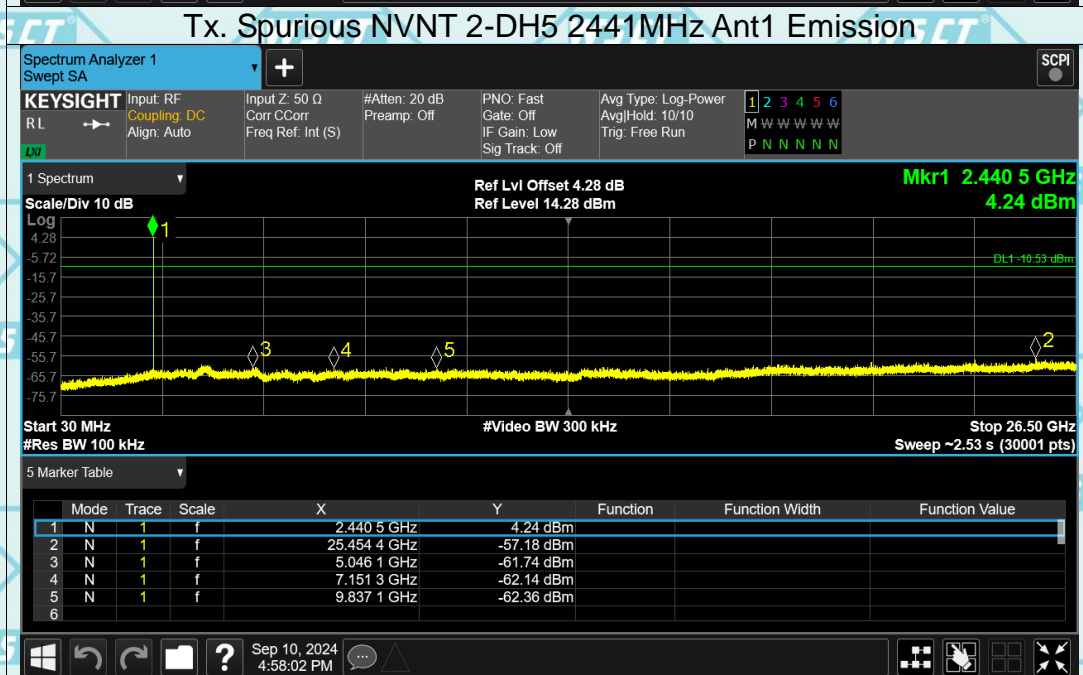 Tx. Spurious NVNT 2-DH5 2441MHz Ant1 Emission
Spectrum Analyzer 1
Swept SA
+
SCPI
KEYSIGHT
R L
LXI
Input: RF
Coupling: DC
Align: Auto
Input Z: 50 Ω
Corr CCorr
Freq Ref: Int (S)
#Atten: 20 dB
Preamp: Off
PNO: Fast
Gate: Off
IF Gain: Low
Sig Track: Off
Avg Type: Log-Power
Avg|Hold: 10/10
Trig: Free Run
1 2 3 4 5 6
M W W W W W
P N N N N N
1 Spectrum
Scale/Div 10 dB
Ref Lvl Offset 4.28 dB
Ref Level 14.28 dBm
Mkr1 2.440 5 GHz
4.24 dBm
Log
4.28
-5.72
-15.7
-25.7
-35.7
-45.7
-55.7
-65.7
-75.7
1
DL1 -10.53 dBm
3
4
5
2
Start 30 MHz
#Res BW 100 kHz
#Video BW 300 kHz
Stop 26.50 GHz
Sweep ~2.53 s (30001 pts)
5 Marker Table
Mode Trace Scale X Y Function Function Width Function Value
1 N 1 f 2.440 5 GHz 4.24 dBm
2 N 1 f 25.454 4 GHz -57.18 dBm
3 N 1 f 5.046 1 GHz -61.74 dBm
4 N 1 f 7.151 3 GHz -62.14 dBm
5 N 1 f 9.837 1 GHz -62.36 dBm
6
?
Sep 10, 2024
4:58:02 PM